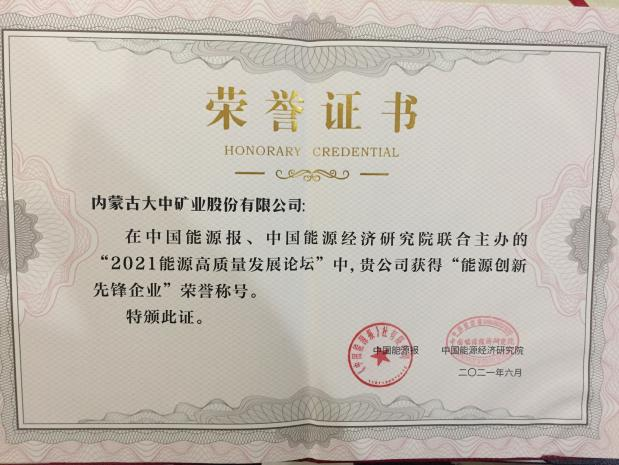 荣誉证书
HONORARY CREDENTIAL
内蒙古大中矿业股份有限公司:
在中国能源报、中国能源经济研究院联合主办的
“2021能源高质量发展论坛”中,贵公司获得“能源创新
先锋企业”荣誉称号。
特颁此证。
中国能源报 中国能源经济研究院
二〇二一年六月